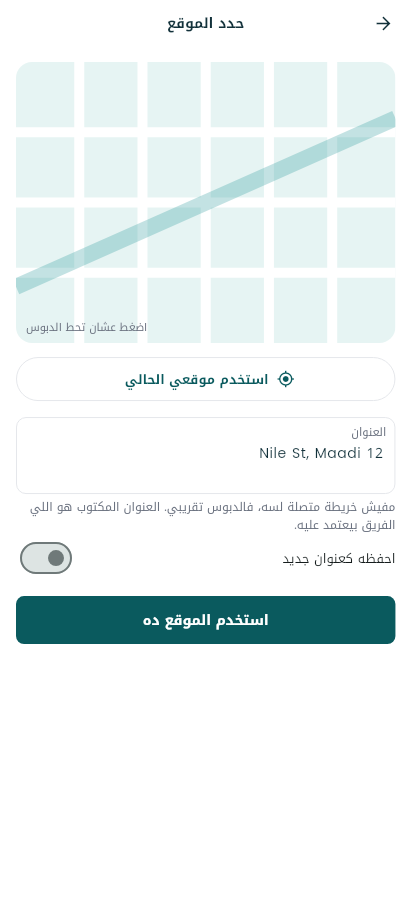 حدد الموقع
اضغط عشان تحط الدبوس
استخدم موقعي الحالي
العنوان
Nile St, Maadi 12
مفيش خريطة متصلة لسه، فالدبوس تقريبي. العنوان المكتوب هو اللي
الفريق بيعتمد عليه.
احفظه كعنوان جديد
استخدم الموقع ده